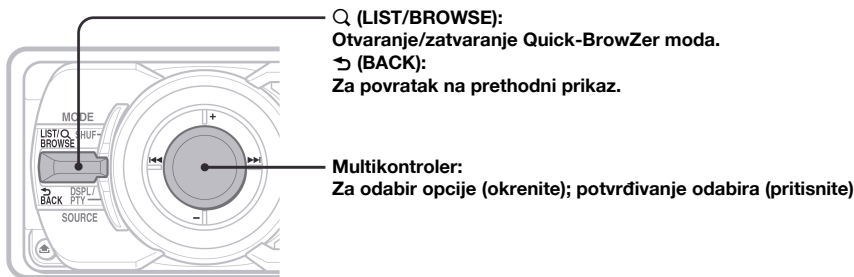 (LIST/BROWSE):
Otvaranje/zatvaranje Quick-BrowZer moda.
(BACK):
Za povratak na prethodni prikaz.
MODE
LIST/ SHUF
BROWSE
+
Multikontroler:
Za odabir opcije (okrenite); potvrđivanje odabira (pritisnite)
DSPL/
BACK PTY
–
SOURCE